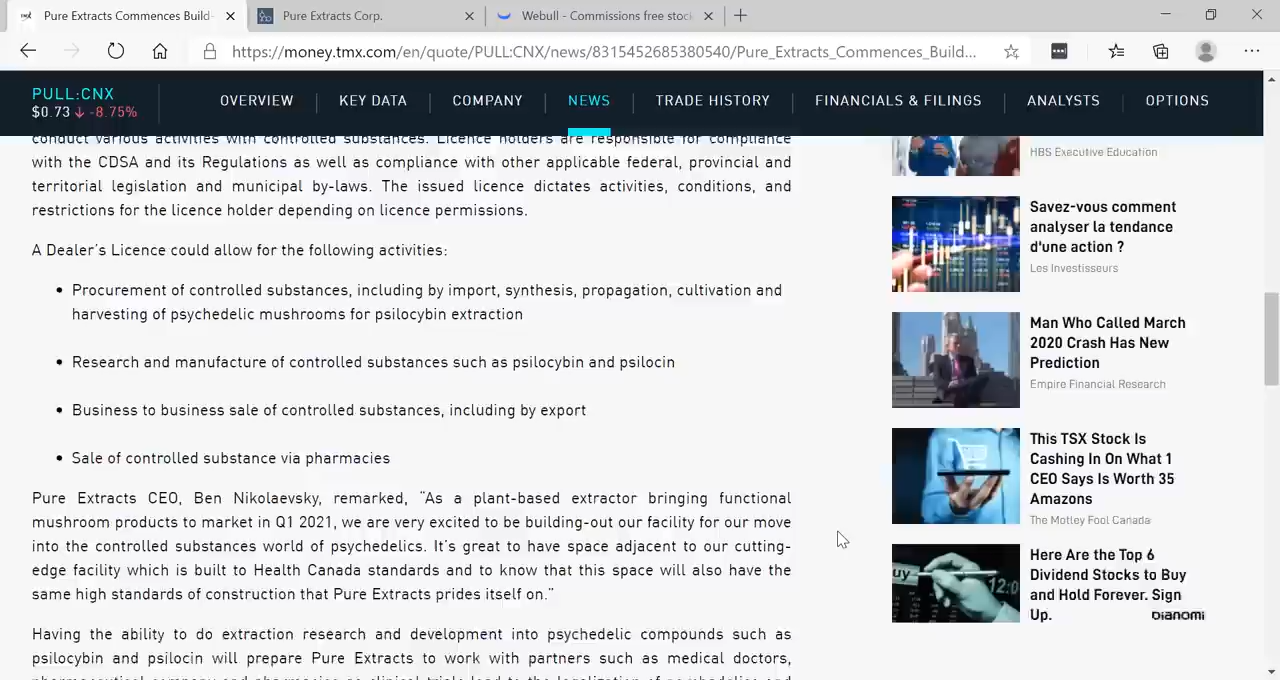 Pure Extracts Commences Build-
Pure Extracts Corp.
Webull - Commissions free stock
https://money.tmx.com/en/quote/PULL:CNX/news/8315452685380540/Pure_Extracts_Commences_Build...
PULL:CNX
$0.73 ↓ -8.75%
OVERVIEW
KEY DATA
COMPANY
NEWS
TRADE HISTORY
FINANCIALS & FILINGS
ANALYSTS
OPTIONS
conduct various activities with controlled substances. Licence holders are responsible for compliance
with the CDSA and its Regulations as well as compliance with other applicable federal, provincial and
territorial legislation and municipal by-laws. The issued licence dictates activities, conditions, and
restrictions for the licence holder depending on licence permissions.
A Dealer's Licence could allow for the following activities:
• Procurement of controlled substances, including by import, synthesis, propagation, cultivation and
harvesting of psychedelic mushrooms for psilocybin extraction
• Research and manufacture of controlled substances such as psilocybin and psilocin
• Business to business sale of controlled substances, including by export
• Sale of controlled substance via pharmacies
Pure Extracts CEO, Ben Nikolaevsky, remarked, "As a plant-based extractor bringing functional
mushroom products to market in Q1 2021, we are very excited to be building-out our facility for our move
into the controlled substances world of psychedelics. It's great to have space adjacent to our cutting-
edge facility which is built to Health Canada standards and to know that this space will also have the
same high standards of construction that Pure Extracts prides itself on."
Having the ability to do extraction research and development into psychedelic compounds such as
psilocybin and psilocin will prepare Pure Extracts to work with partners such as medical doctors,
HBS Executive Education
Savez-vous comment
analyser la tendance
d'une action ?
Les Investisseurs
Man Who Called March
2020 Crash Has New
Prediction
Empire Financial Research
This TSX Stock Is
Cashing In On What 1
CEO Says Is Worth 35
Amazons
The Motley Fool Canada
Here Are the Top 6
Dividend Stocks to Buy
and Hold Forever. Sign
Up.
bianomi